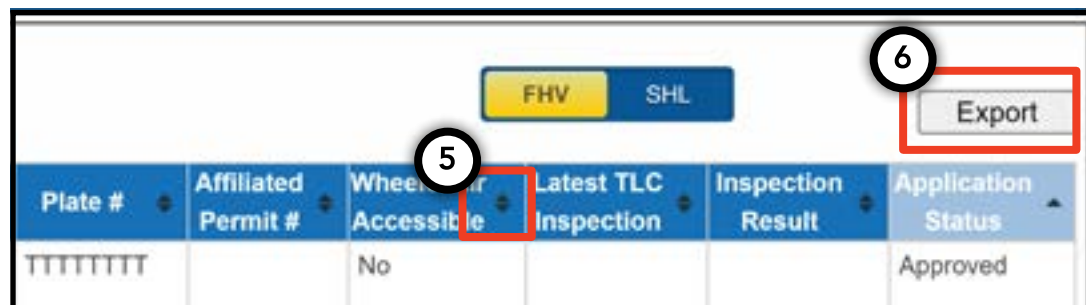 6
FHV SHL
Export
5
Plate # Affiliated Wheel r Latest TLC Inspection Application
Permit # Accessible Inspection Result Status
TTTTTTTT No Approved